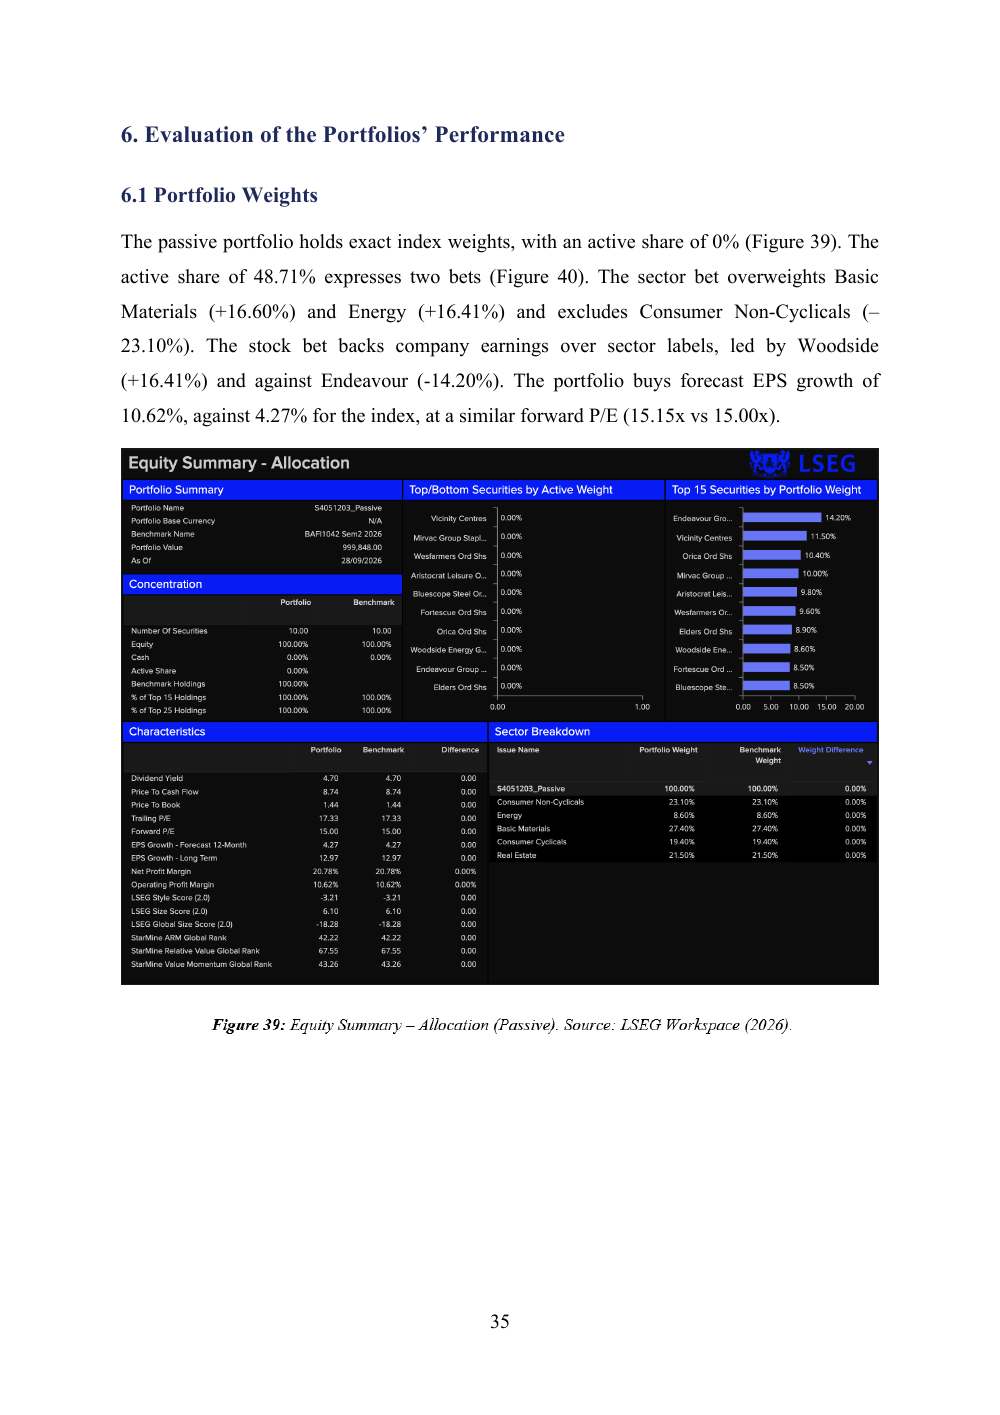 6. Evaluation of the Portfolios’ Performance
6.1 Portfolio Weights
The passive portfolio holds exact index weights, with an active share of 0% (Figure 39). The
active share of 48.71% expresses two bets (Figure 40). The sector bet overweights Basic
Materials (+16.60%) and Energy (+16.41%) and excludes Consumer Non-Cyclicals (–
23.10%). The stock bet backs company earnings over sector labels, led by Woodside
(+16.41%) and against Endeavour (-14.20%). The portfolio buys forecast EPS growth of
10.62%, against 4.27% for the index, at a similar forward P/E (15.15x vs 15.00x).
Equity Summary - Allocation
LSEG
Portfolio Summary
Portfolio Name S4051203_Passive
Portfolio Base Currency N/A
Benchmark Name BAFI1042 Sem2 2026
Portfolio Value 999,848.00
As Of 28/09/2026
Concentration
Portfolio Benchmark
Number Of Securities 10.00 10.00
Equity 100.00% 100.00%
Cash 0.00% 0.00%
Active Share 0.00%
Benchmark Holdings 100.00%
% of Top 15 Holdings 100.00% 100.00%
% of Top 25 Holdings 100.00% 100.00%
Top/Bottom Securities by Active Weight
Vicinity Centres 0.00%
Mirvac Group Stapl... 0.00%
Wesfarmers Ord Shs 0.00%
Aristocrat Leisure O... 0.00%
Bluescope Steel Or... 0.00%
Fortescue Ord Shs 0.00%
Orica Ord Shs 0.00%
Woodside Energy G... 0.00%
Endeavour Group ... 0.00%
Elders Ord Shs 0.00%
0.00 1.00
Top 15 Securities by Portfolio Weight
Endeavour Gro... 14.20%
Vicinity Centres 11.50%
Orica Ord Shs 10.40%
Mirvac Group ... 10.00%
Aristocrat Leis... 9.80%
Wesfarmers Or... 9.60%
Elders Ord Shs 8.90%
Woodside Ene... 8.60%
Fortescue Ord ... 8.50%
Bluescope Ste... 8.50%
0.00 5.00 10.00 15.00 20.00
Characteristics
Portfolio Benchmark Difference
Dividend Yield 4.70 4.70 0.00
Price To Cash Flow 8.74 8.74 0.00
Price To Book 1.44 1.44 0.00
Trailing P/E 17.33 17.33 0.00
Forward P/E 15.00 15.00 0.00
EPS Growth - Forecast 12-Month 4.27 4.27 0.00
EPS Growth - Long Term 12.97 12.97 0.00
Net Profit Margin 20.78% 20.78% 0.00%
Operating Profit Margin 10.62% 10.62% 0.00%
LSEG Style Score (2.0) -3.21 -3.21 0.00
LSEG Size Score (2.0) 6.10 6.10 0.00
LSEG Global Size Score (2.0) -18.28 -18.28 0.00
StarMine ARM Global Rank 42.22 42.22 0.00
StarMine Relative Value Global Rank 67.55 67.55 0.00
StarMine Value Momentum Global Rank 43.26 43.26 0.00
Sector Breakdown
Issue Name Portfolio Weight Benchmark Weight Difference
Weight
S4051203_Passive 100.00% 100.00% 0.00%
Consumer Non-Cyclicals 23.10% 23.10% 0.00%
Energy 8.60% 8.60% 0.00%
Basic Materials 27.40% 27.40% 0.00%
Consumer Cyclicals 19.40% 19.40% 0.00%
Real Estate 21.50% 21.50% 0.00%
Figure 39: Equity Summary – Allocation (Passive). Source: LSEG Workspace (2026).
35